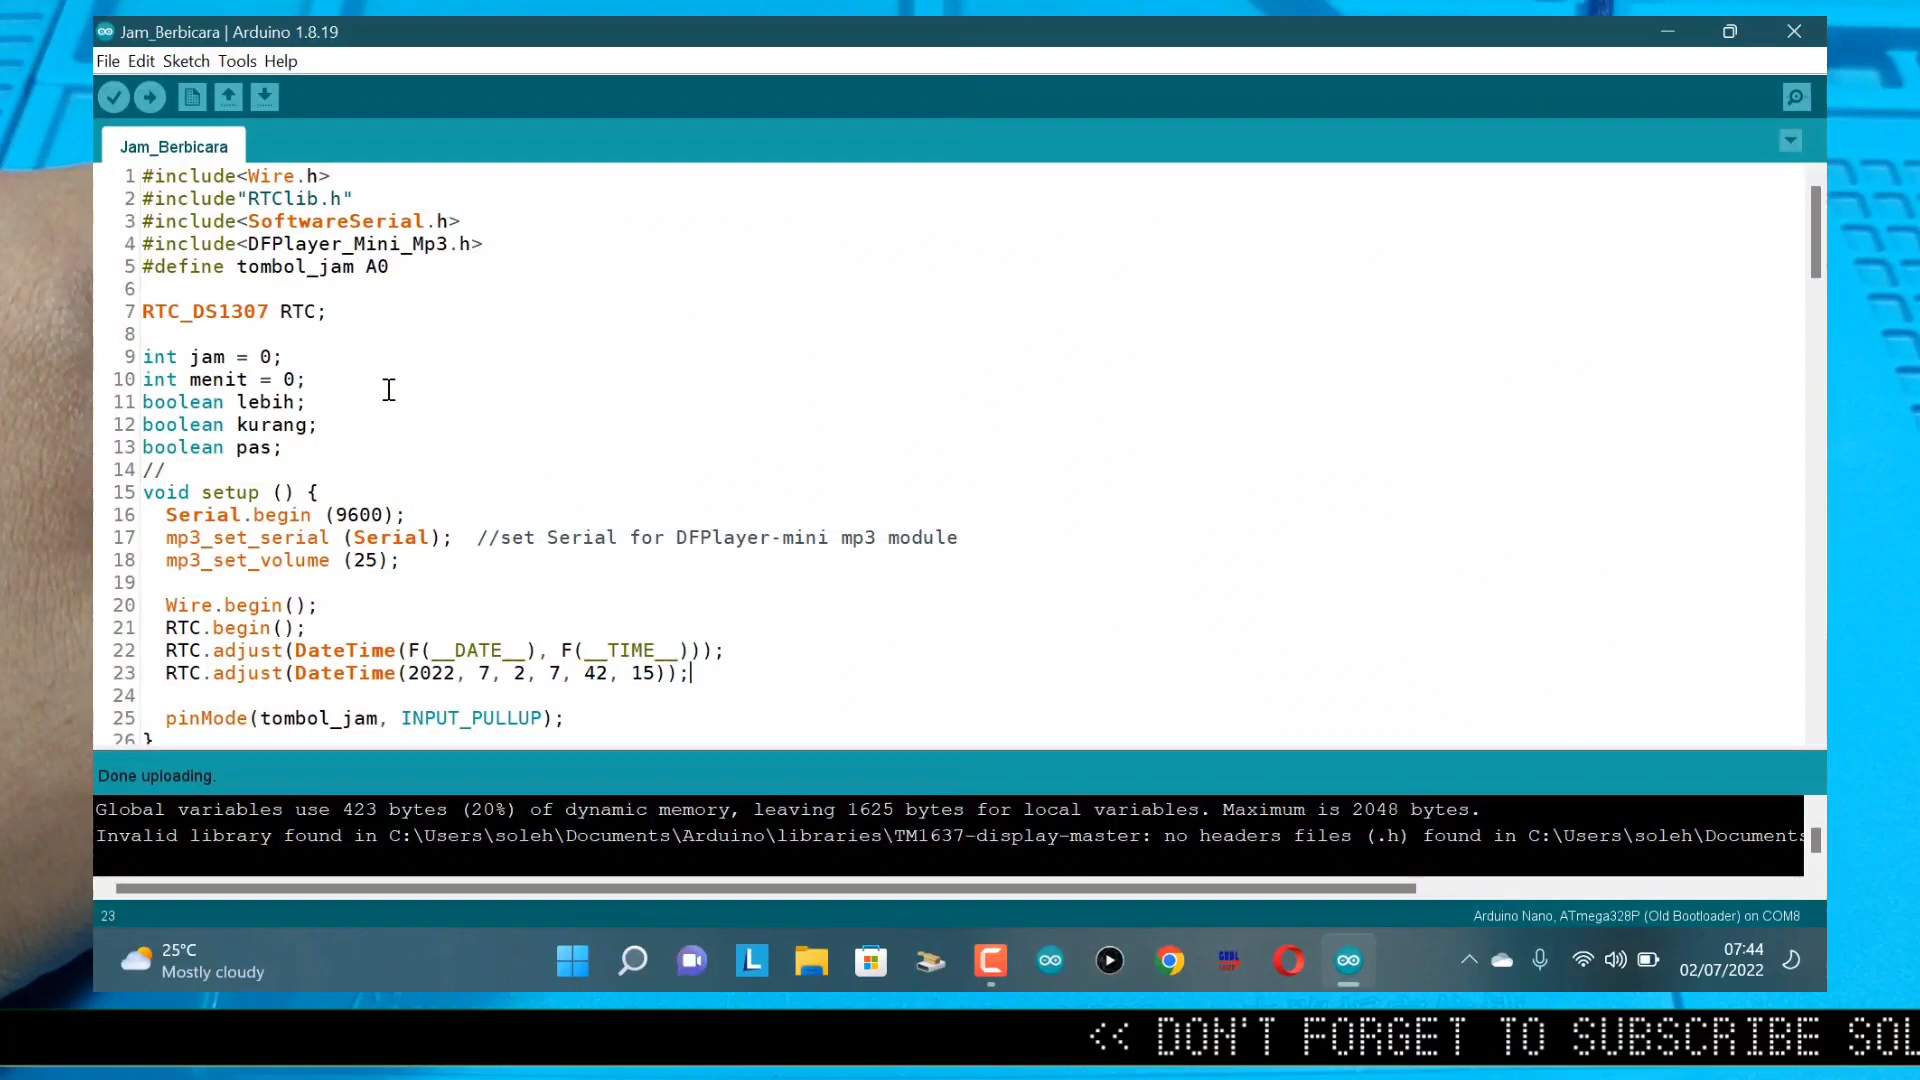 Jam_Berbicara | Arduino 1.8.19
File Edit Sketch Tools Help
Jam_Berbicara
1 #include<Wire.h>
2 #include"RTClib.h"
3 #include<SoftwareSerial.h>
4 #include<DFPlayer_Mini_Mp3.h>
5 #define tombol_jam A0
6
7 RTC_DS1307 RTC;
8
9 int jam = 0;
10 int menit = 0;
11 boolean lebih;
12 boolean kurang;
13 boolean pas;
14 //
15 void setup () {
16 Serial.begin (9600);
17 mp3_set_serial (Serial); //set Serial for DFPlayer-mini mp3 module
18 mp3_set_volume (25);
19
20 Wire.begin();
21 RTC.begin();
22 RTC.adjust(DateTime(F(__DATE__), F(__TIME__)));
23 RTC.adjust(DateTime(2022, 7, 2, 7, 42, 15));
24
25 pinMode(tombol_jam, INPUT_PULLUP);
26 }
Done uploading.
Global variables use 423 bytes (20%) of dynamic memory, leaving 1625 bytes for local variables. Maximum is 2048 bytes.
Invalid library found in C:\Users\soleh\Documents\Arduino\libraries\TM1637-display-master: no headers files (.h) found in C:\Users\soleh\Documents
23
Arduino Nano, ATmega328P (Old Bootloader) on COM8
25°C
Mostly cloudy
L
07:44
02/07/2022
<< DON'T FORGET TO SUBSCRIBE SOL